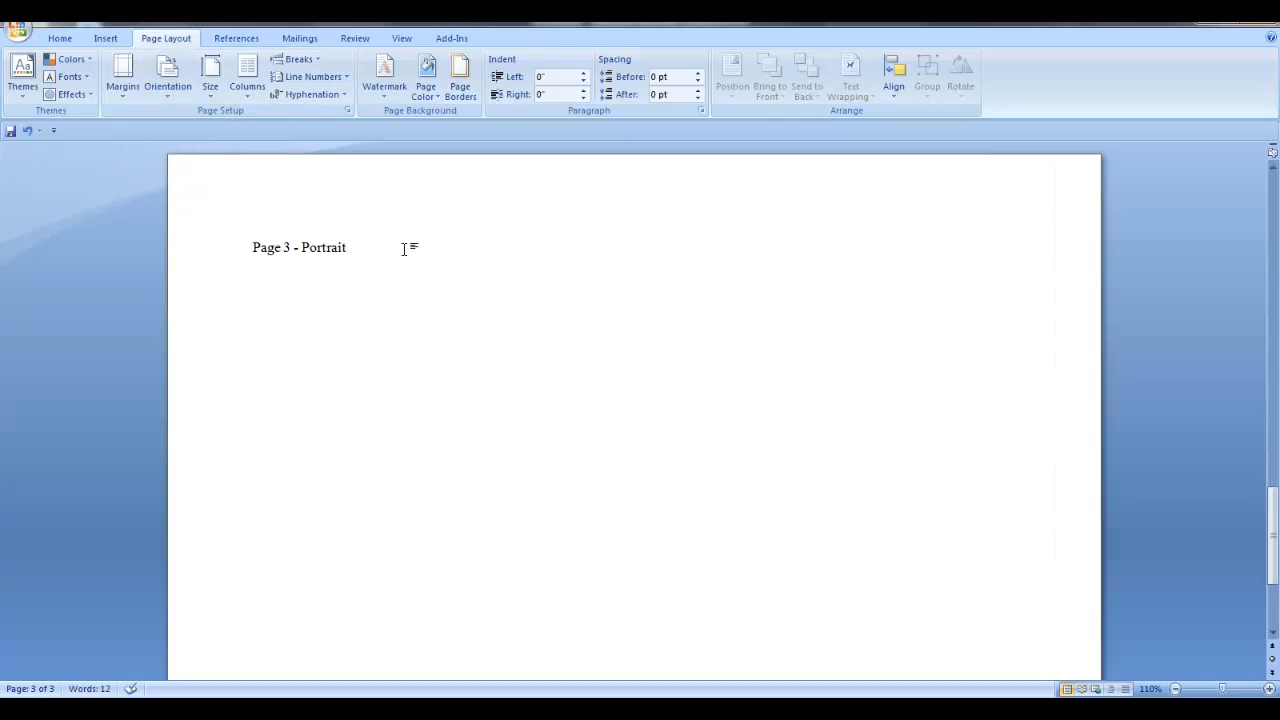 Home Insert Page Layout References Mailings Review View Add-Ins
Themes
Colors
Fonts
Effects
Themes
Margins
Orientation
Size
Columns
Breaks
Line Numbers
Hyphenation
Page Setup
Watermark
Page Color
Page Borders
Page Background
Indent
Left: 0"
Right: 0"
Spacing
Before: 0 pt
After: 0 pt
Paragraph
Position
Bring to Front
Send to Back
Text Wrapping
Align
Group
Rotate
Arrange
Page 3 - Portrait
Page: 3 of 3 Words: 12 110%